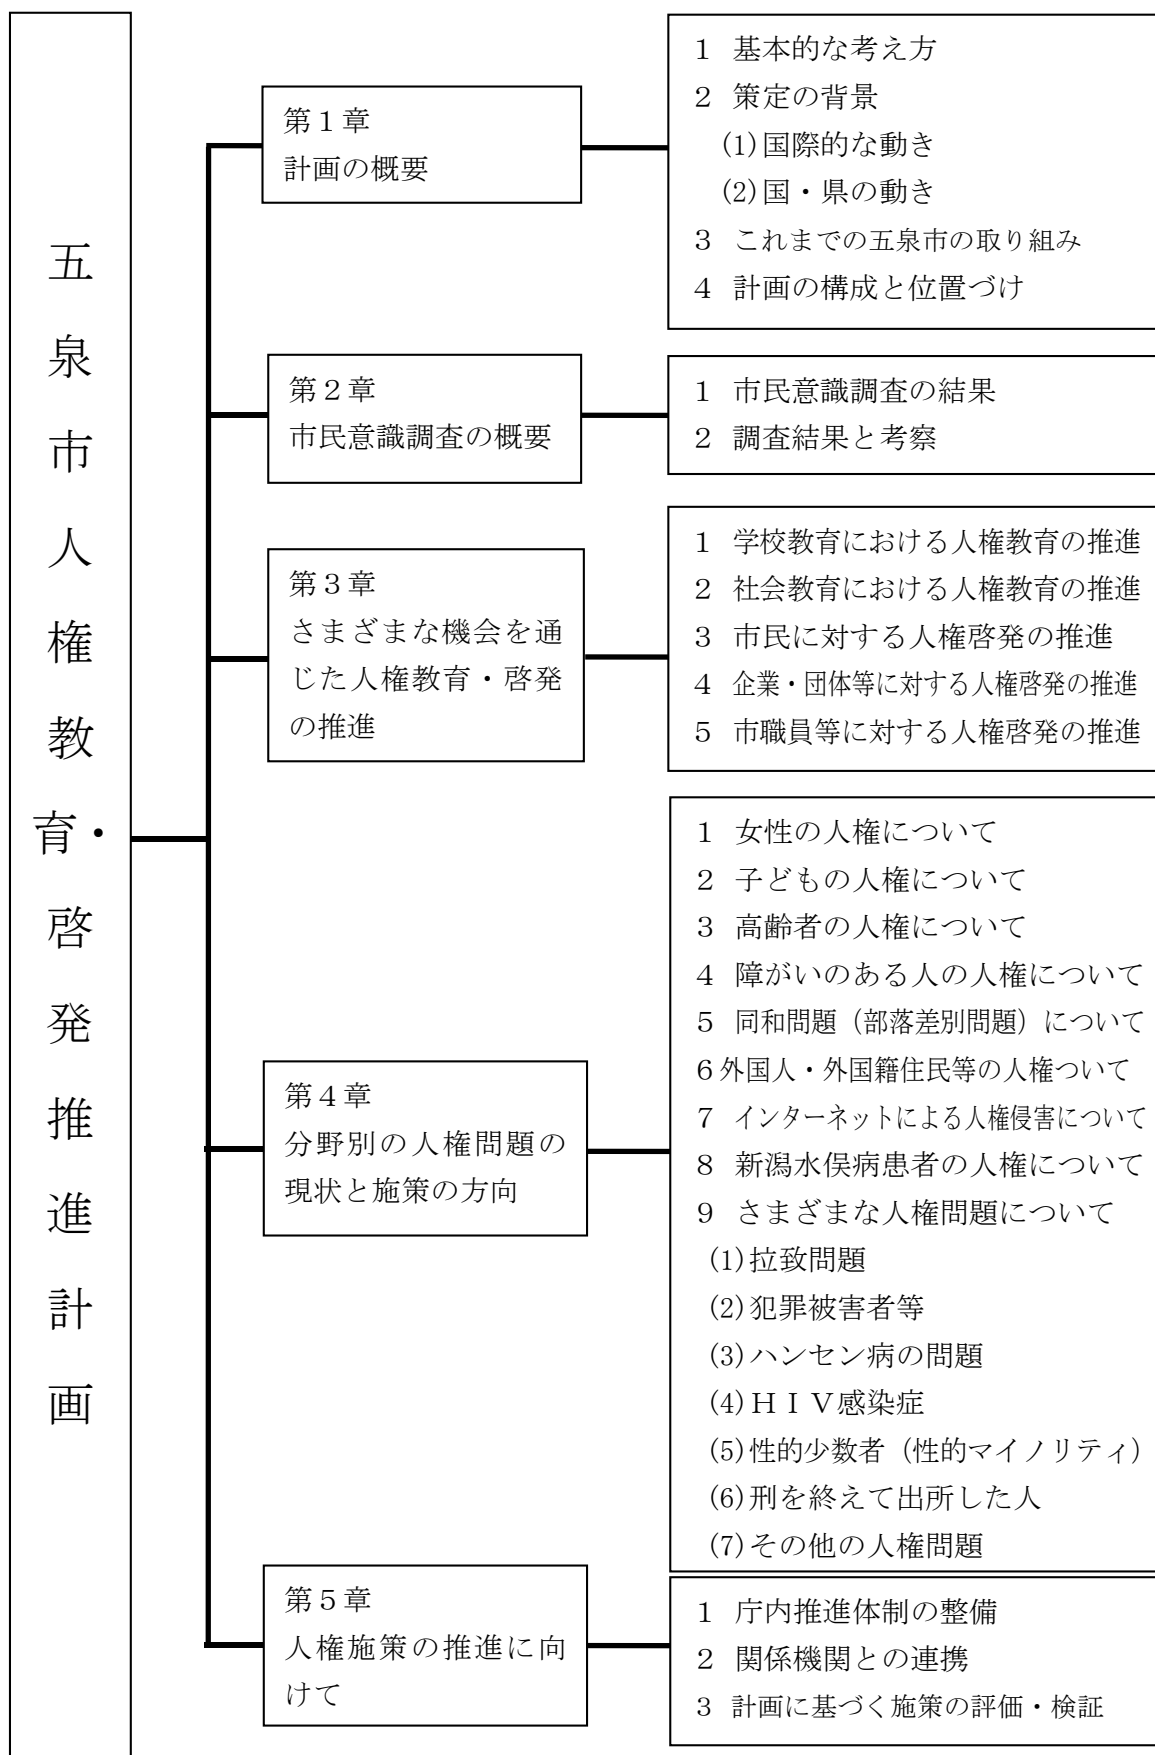 五泉市人権教育・啓発推進計画
第１章
計画の概要
1 基本的な考え方
2 策定の背景
(1)国際的な動き
(2)国・県の動き
3 これまでの五泉市の取り組み
4 計画の構成と位置づけ
第２章
市民意識調査の概要
1 市民意識調査の結果
2 調査結果と考察
第３章
さまざまな機会を通
じた人権教育・啓発
の推進
1 学校教育における人権教育の推進
2 社会教育における人権教育の推進
3 市民に対する人権啓発の推進
4 企業・団体等に対する人権啓発の推進
5 市職員等に対する人権啓発の推進
第４章
分野別の人権問題の
現状と施策の方向
1 女性の人権について
2 子どもの人権について
3 高齢者の人権について
4 障がいのある人の人権について
5 同和問題（部落差別問題）について
6 外国人・外国籍住民等の人権ついて
7 インターネットによる人権侵害について
8 新潟水俣病患者の人権について
9 さまざまな人権問題について
(1)拉致問題
(2)犯罪被害者等
(3)ハンセン病の問題
(4)ＨＩＶ感染症
(5)性的少数者（性的マイノリティ）
(6)刑を終えて出所した人
(7)その他の人権問題
第５章
人権施策の推進に向
けて
1 庁内推進体制の整備
2 関係機関との連携
3 計画に基づく施策の評価・検証